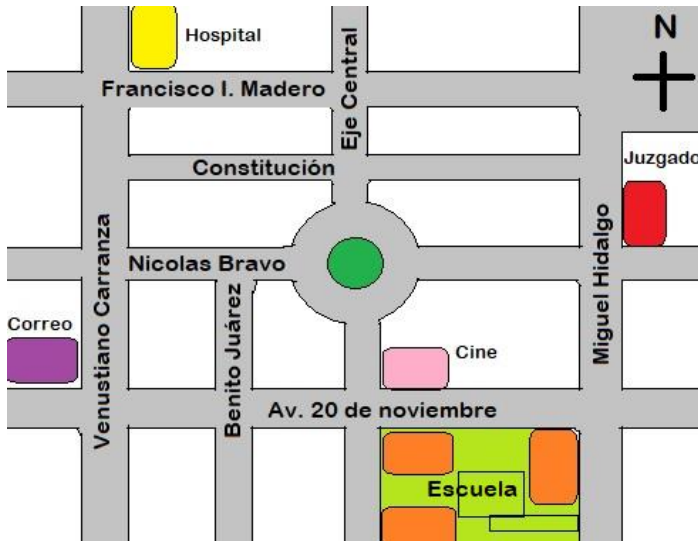 N
Hospital
Francisco I. Madero
Eje Central
Constitución
Juzgado
Venustiano Carranza
Nicolas Bravo
Miguel Hidalgo
Benito Juárez
Correo
Cine
Av. 20 de noviembre
Escuela